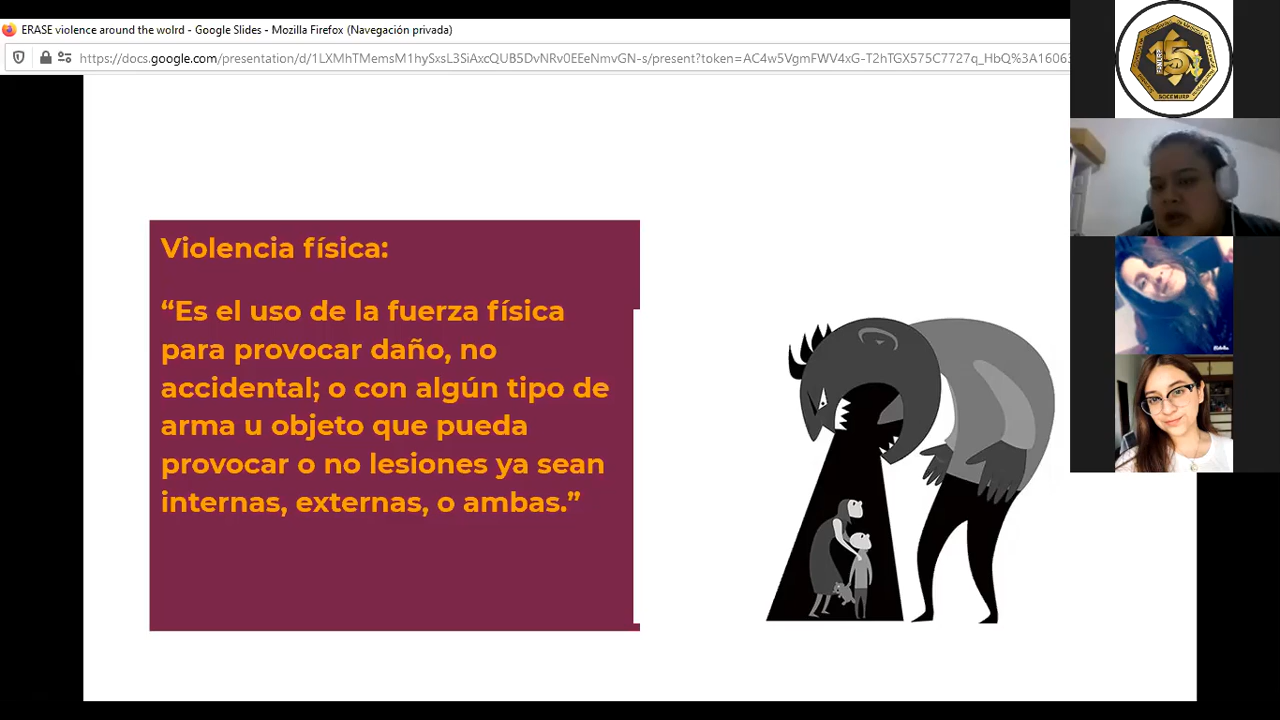 ERASE violence around the wolrd - Google Slides - Mozilla Firefox (Navegación privada)
Violencia física:
“Es el uso de la fuerza física
para provocar daño, no
accidental; o con algún tipo de
arma u objeto que pueda
provocar o no lesiones ya sean
internas, externas, o ambas.”
15
SOCEMURP